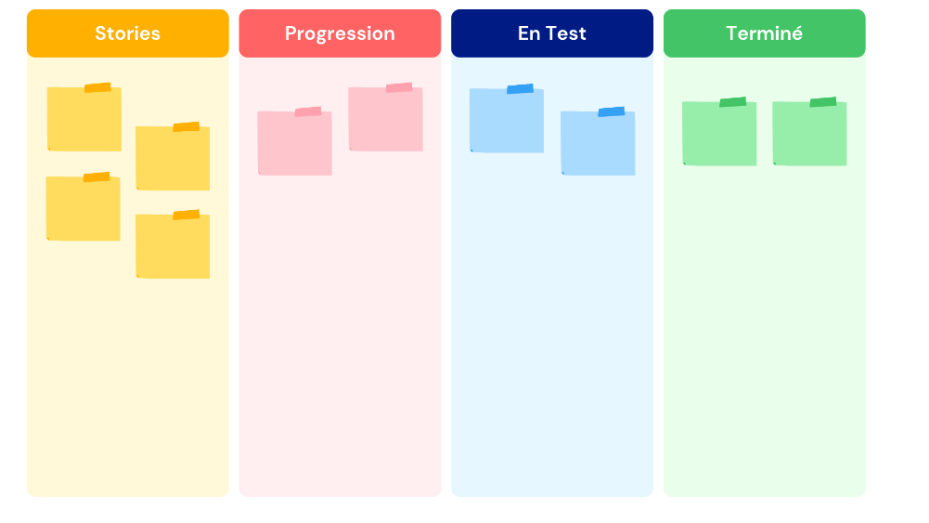 Stories
Progression
En Test
Terminé